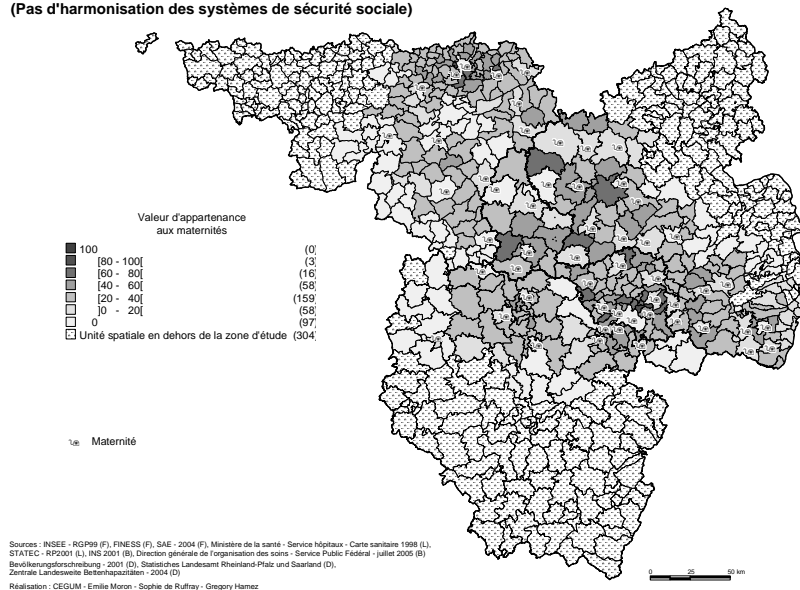 (Pas d'harmonisation des systèmes de sécurité sociale)
Valeur d'appartenance
aux maternités
100 (0)
[80 - 100[ (3)
[60 - 80[ (16)
[40 - 60[ (58)
[20 - 40[ (159)
]0 - 20[ (58)
0 (97)
Unité spatiale en dehors de la zone d'étude (304)
Maternité
Sources : INSEE - RGP99 (F), FINESS (F), SAE - 2004 (F), Ministère de la santé - Service hôpitaux - Carte sanitaire 1998 (L),
STATEC - RP2001 (L), INS 2001 (B), Direction générale de l'organisation des soins - Service Public Fédéral - juillet 2005 (B)
Bevölkerungsforschreibung - 2001 (D), Statistiches Landesamt Rheinland-Pfalz und Saarland (D),
Zentrale Landesweite Bettenhapazitäten - 2004 (D)
Réalisation : CEGUM - Emilie Moron - Sophie de Ruffray - Gregory Hamez
0 25 50 km